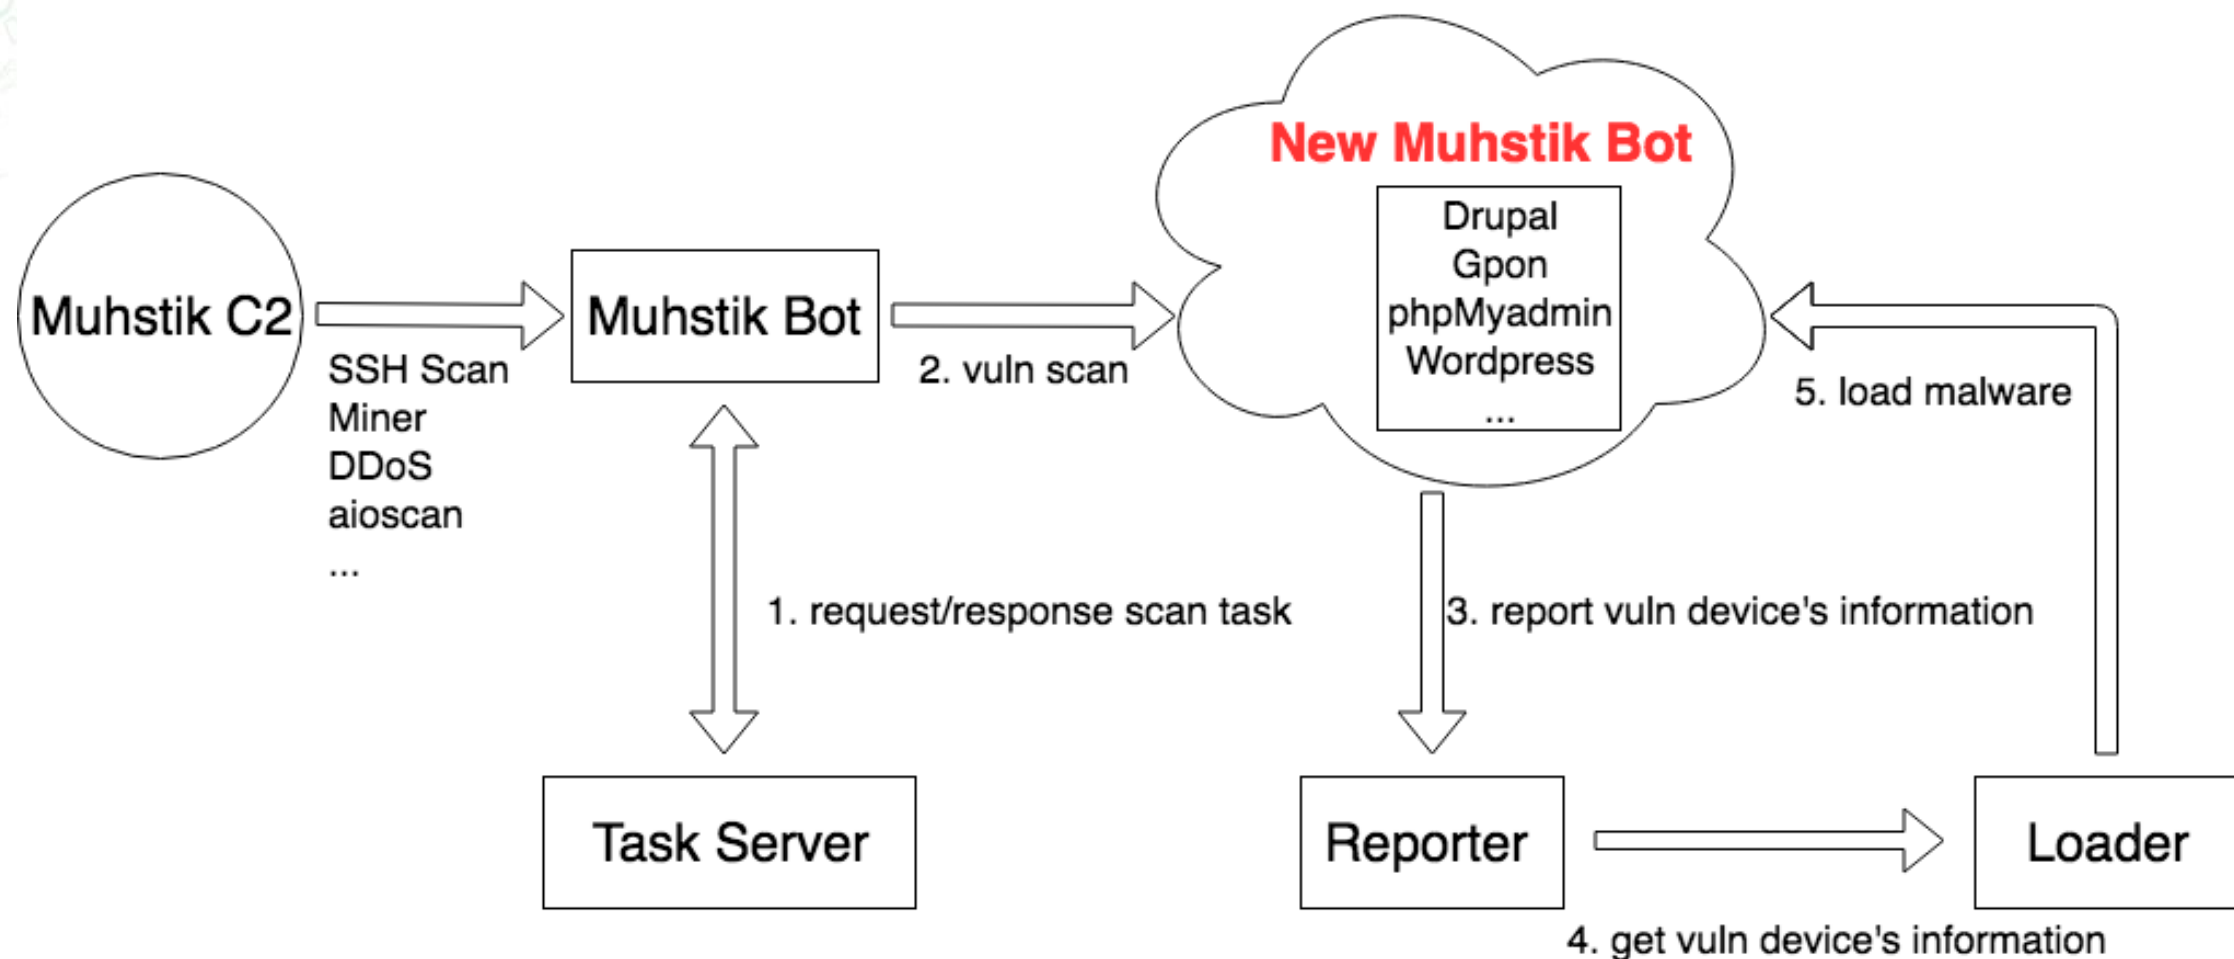 New Muhstik Bot
Drupal
Gpon
phpMyadmin
Wordpress
...
Muhstik C2
SSH Scan
Miner
DDoS
aioscan
...
Muhstik Bot
2. vuln scan
5. load malware
1. request/response scan task
3. report vuln device's information
Task Server
Reporter
Loader
4. get vuln device's information